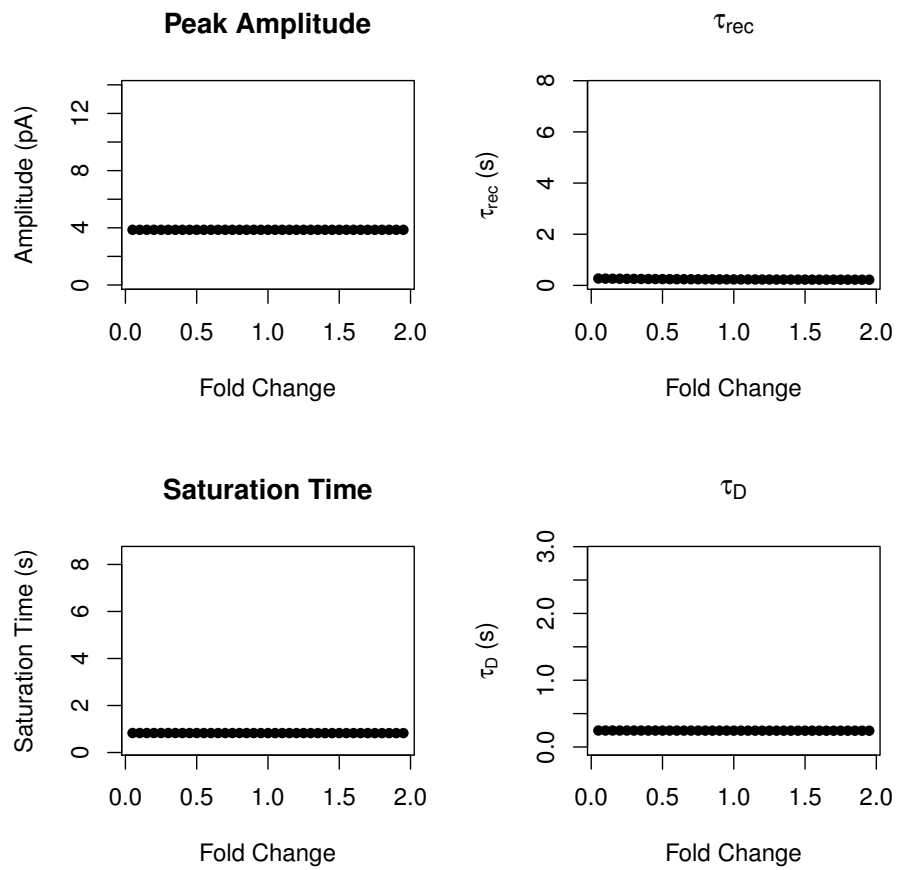 Peak Amplitude
Amplitude (pA)
0 4 8 12
0.0 0.5 1.0 1.5 2.0
Fold Change
τrec
τrec (s)
0 2 4 6 8
0.0 0.5 1.0 1.5 2.0
Fold Change
Saturation Time
Saturation Time (s)
0 2 4 6 8
0.0 0.5 1.0 1.5 2.0
Fold Change
τD
τD (s)
0.0 1.0 2.0 3.0
0.0 0.5 1.0 1.5 2.0
Fold Change